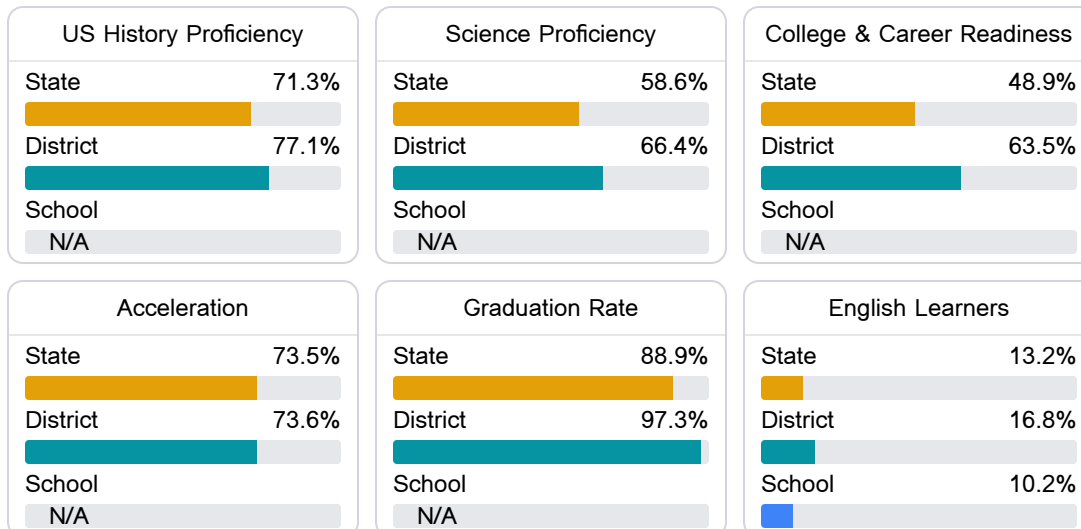 US History Proficiency
State 71.3%
District 77.1%
School
N/A
Science Proficiency
State 58.6%
District 66.4%
School
N/A
College & Career Readiness
State 48.9%
District 63.5%
School
N/A
Acceleration
State 73.5%
District 73.6%
School
N/A
Graduation Rate
State 88.9%
District 97.3%
School
N/A
English Learners
State 13.2%
District 16.8%
School 10.2%